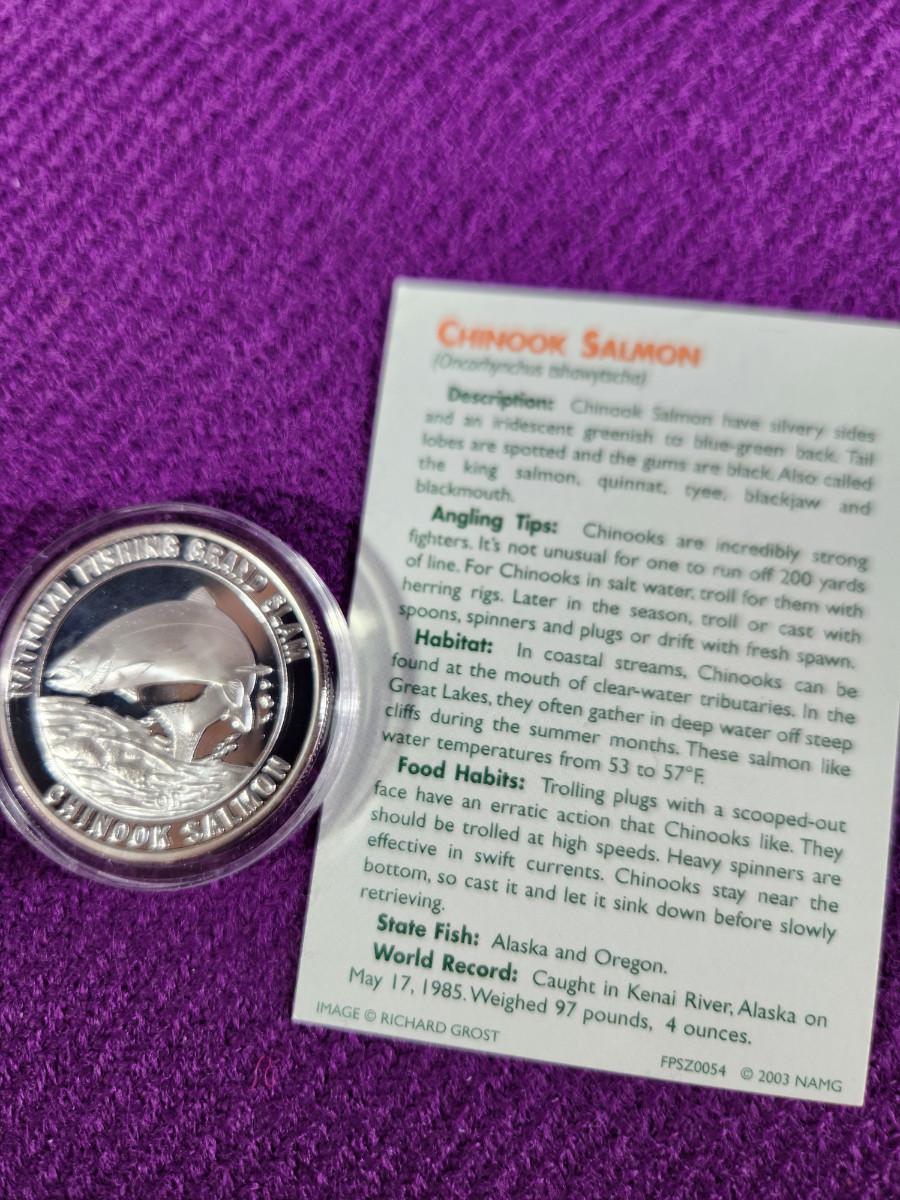 NATIONAL FISHING GRAND SLAM
CHINOOK SALMON
CHINOOK SALMON
(Oncorhynchus tshawytscha)
Description: Chinook Salmon have silvery sides
and an iridescent greenish to blue-green back. Tail
lobes are spotted and the gums are black. Also called
the king salmon, quinnat, tyee, blackjaw and
blackmouth.
Angling Tips: Chinooks are incredibly strong
fighters. It's not unusual for one to run off 200 yards
of line. For Chinooks in salt water, troll for them with
herring rigs. Later in the season, troll or cast with
spoons, spinners and plugs or drift with fresh spawn.
Habitat: In coastal streams, Chinooks can be
found at the mouth of clear-water tributaries. In the
Great Lakes, they often gather in deep water off steep
cliffs during the summer months. These salmon like
water temperatures from 53 to 57°F.
Food Habits: Trolling plugs with a scooped-out
face have an erratic action that Chinooks like. They
should be trolled at high speeds. Heavy spinners are
effective in swift currents. Chinooks stay near the
bottom, so cast it and let it sink down before slowly
retrieving.
State Fish: Alaska and Oregon.
World Record: Caught in Kenai River, Alaska on
May 17, 1985. Weighed 97 pounds, 4 ounces.
IMAGE © RICHARD GROST
FPSZ0054 © 2003 NAMG